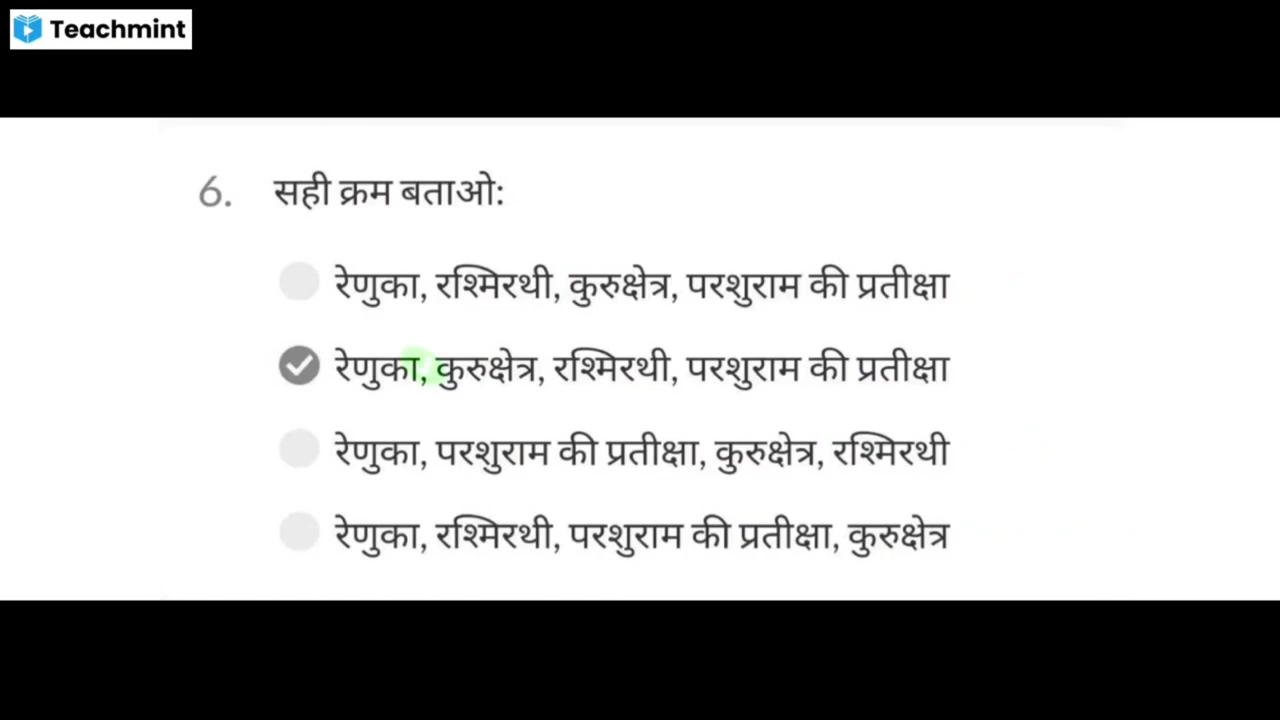 Teachmint
6. सही क्रम बताओ:
रेणुका, रश्मिरथी, कुरुक्षेत्र, परशुराम की प्रतीक्षा
रेणुका, कुरुक्षेत्र, रश्मिरथी, परशुराम की प्रतीक्षा
रेणुका, परशुराम की प्रतीक्षा, कुरुक्षेत्र, रश्मिरथी
रेणुका, रश्मिरथी, परशुराम की प्रतीक्षा, कुरुक्षेत्र